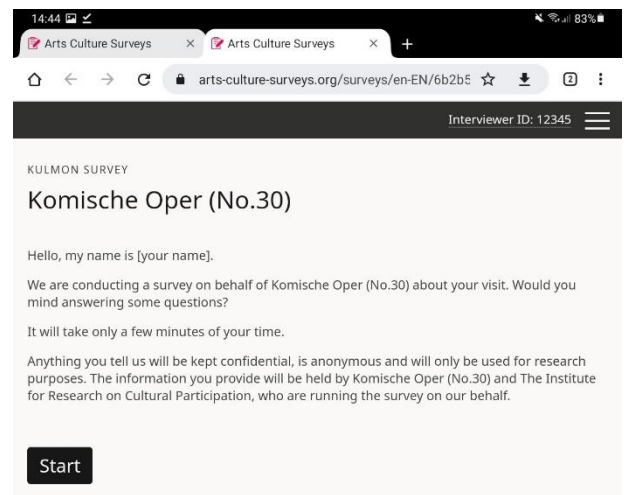 14:44
83%
Arts Culture Surveys
Arts Culture Surveys
arts-culture-surveys.org/surveys/en-EN/6b2b5
2
Interviewer ID: 12345
KULMON SURVEY
Komische Oper (No.30)
Hello, my name is [your name].
We are conducting a survey on behalf of Komische Oper (No.30) about your visit. Would you
mind answering some questions?
It will take only a few minutes of your time.
Anything you tell us will be kept confidential, is anonymous and will only be used for research
purposes. The information you provide will be held by Komische Oper (No.30) and The Institute
for Research on Cultural Participation, who are running the survey on our behalf.
Start